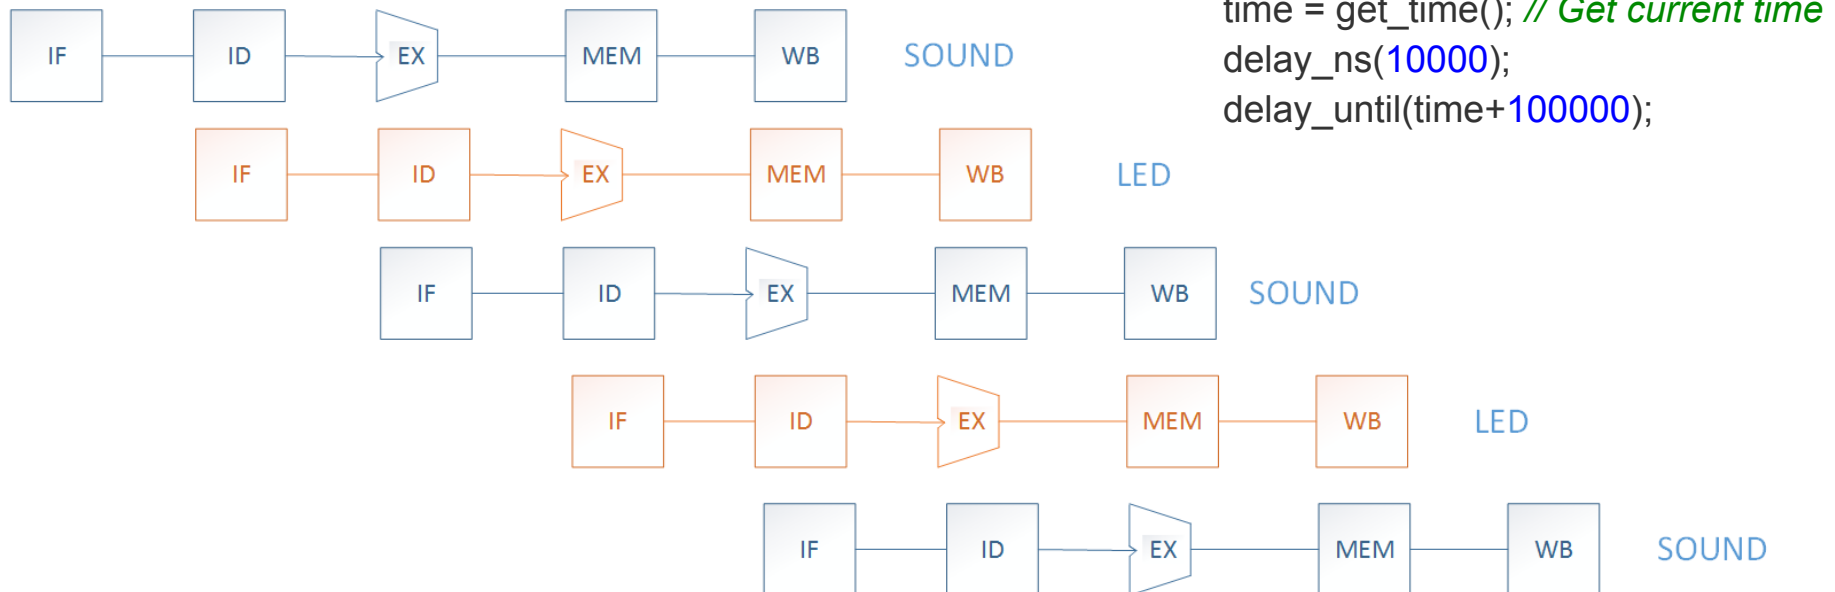 time = get_time(); // Get current time
delay_ns(10000);
delay_until(time+100000);
IF ID EX MEM WB SOUND
IF ID EX MEM WB LED
IF ID EX MEM WB SOUND
IF ID EX MEM WB LED
IF ID EX MEM WB SOUND